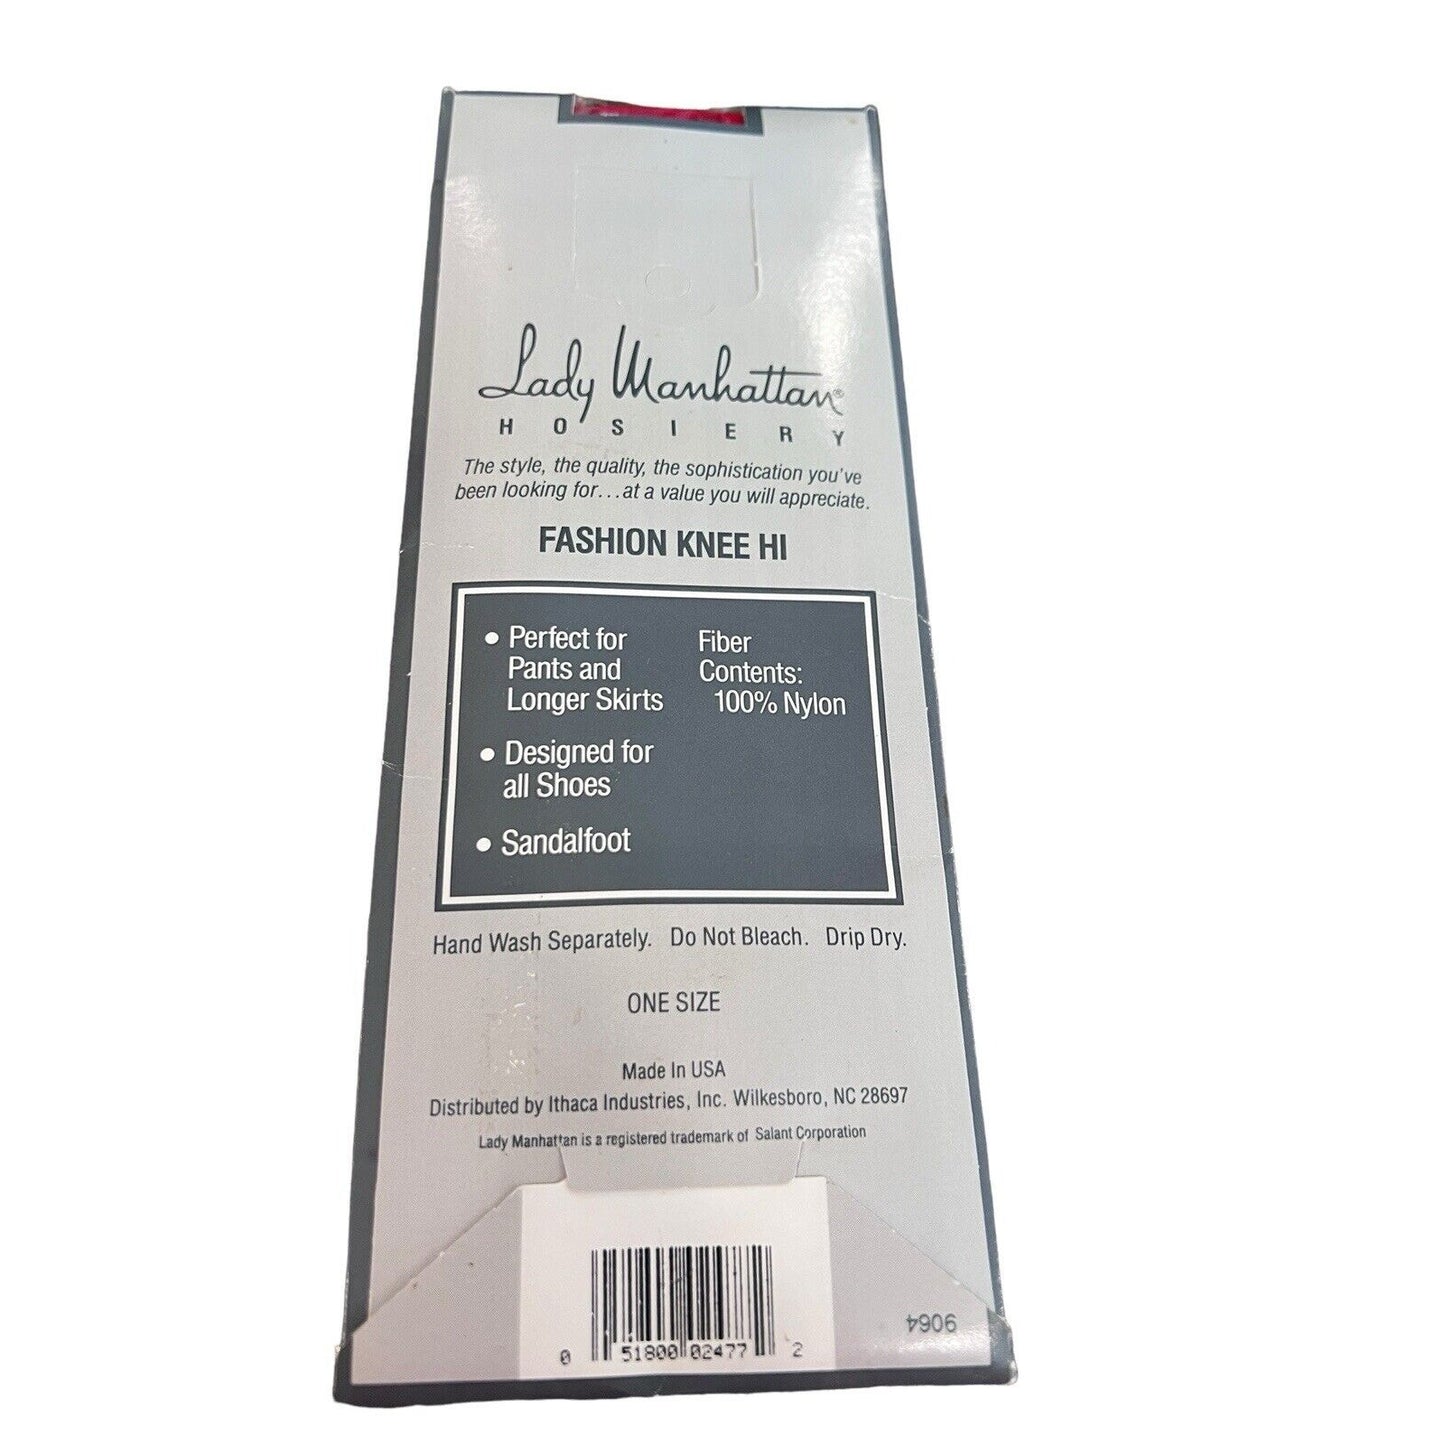 Lady Manhattan®
HOSIERY
The style, the quality, the sophistication you've
been looking for...at a value you will appreciate.
FASHION KNEE HI
• Perfect for
Pants and
Longer Skirts
• Designed for
all Shoes
• Sandalfoot
Fiber
Contents:
100% Nylon
Hand Wash Separately. Do Not Bleach. Drip Dry.
ONE SIZE
Made In USA
Distributed by Ithaca Industries, Inc. Wilkesboro, NC 28697
Lady Manhattan is a registered trademark of Salant Corporation
9064
0 51800 02477 2